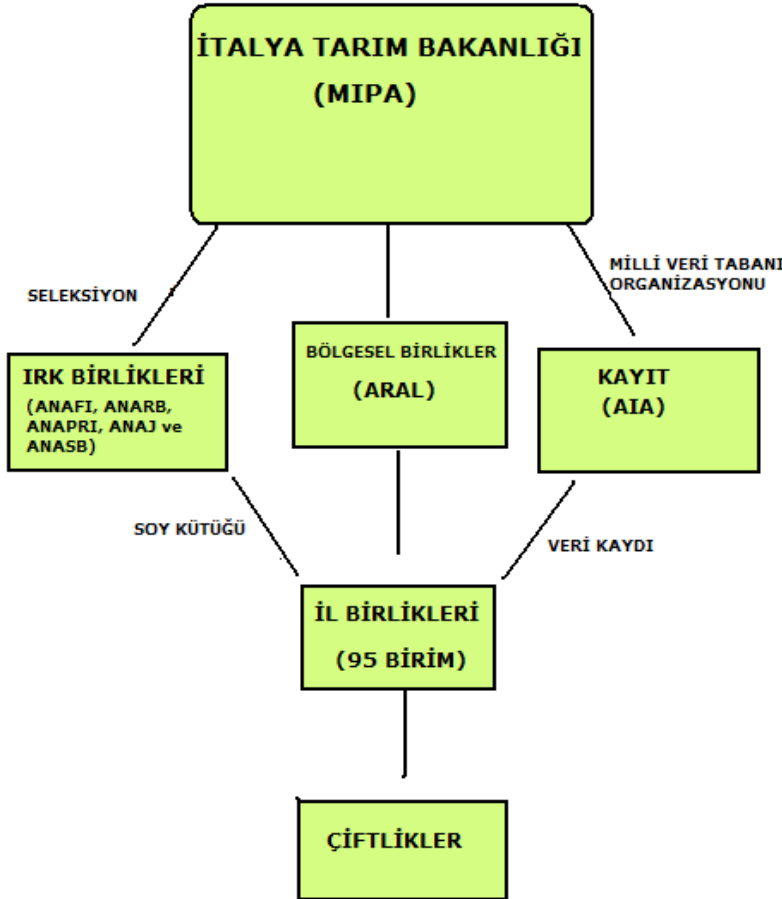 İTALYA TARIM BAKANLIĞI
(MIPA)
SELEKSİYON
MİLLİ VERİ TABANI
ORGANİZASYONU
IRK BİRLİKLERİ
(ANAFI, ANARB,
ANAPRI, ANAJ ve
ANASB)
BÖLGESEL BİRLİKLER
(ARAL)
KAYIT
(AIA)
SOY KÜTÜĞÜ
VERİ KAYDI
İL BİRLİKLERİ
(95 BİRİM)
ÇİFTLİKLER